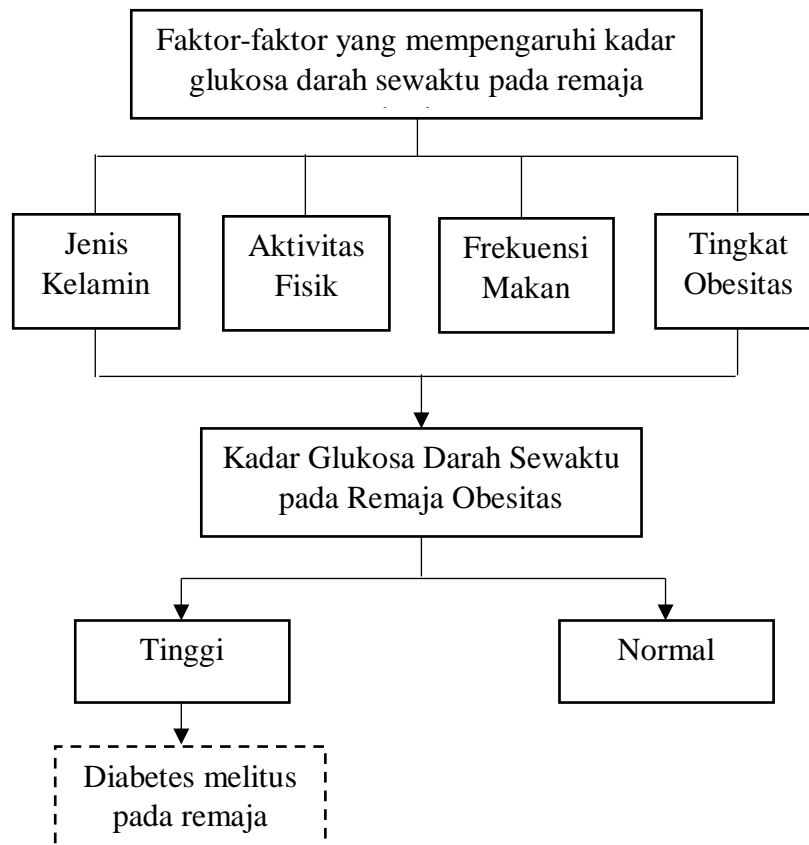 Faktor-faktor yang mempengaruhi kadar
glukosa darah sewaktu pada remaja
Jenis
Kelamin
Aktivitas
Fisik
Frekuensi
Makan
Tingkat
Obesitas
Kadar Glukosa Darah Sewaktu
pada Remaja Obesitas
Tinggi
Normal
Diabetes melitus
pada remaja